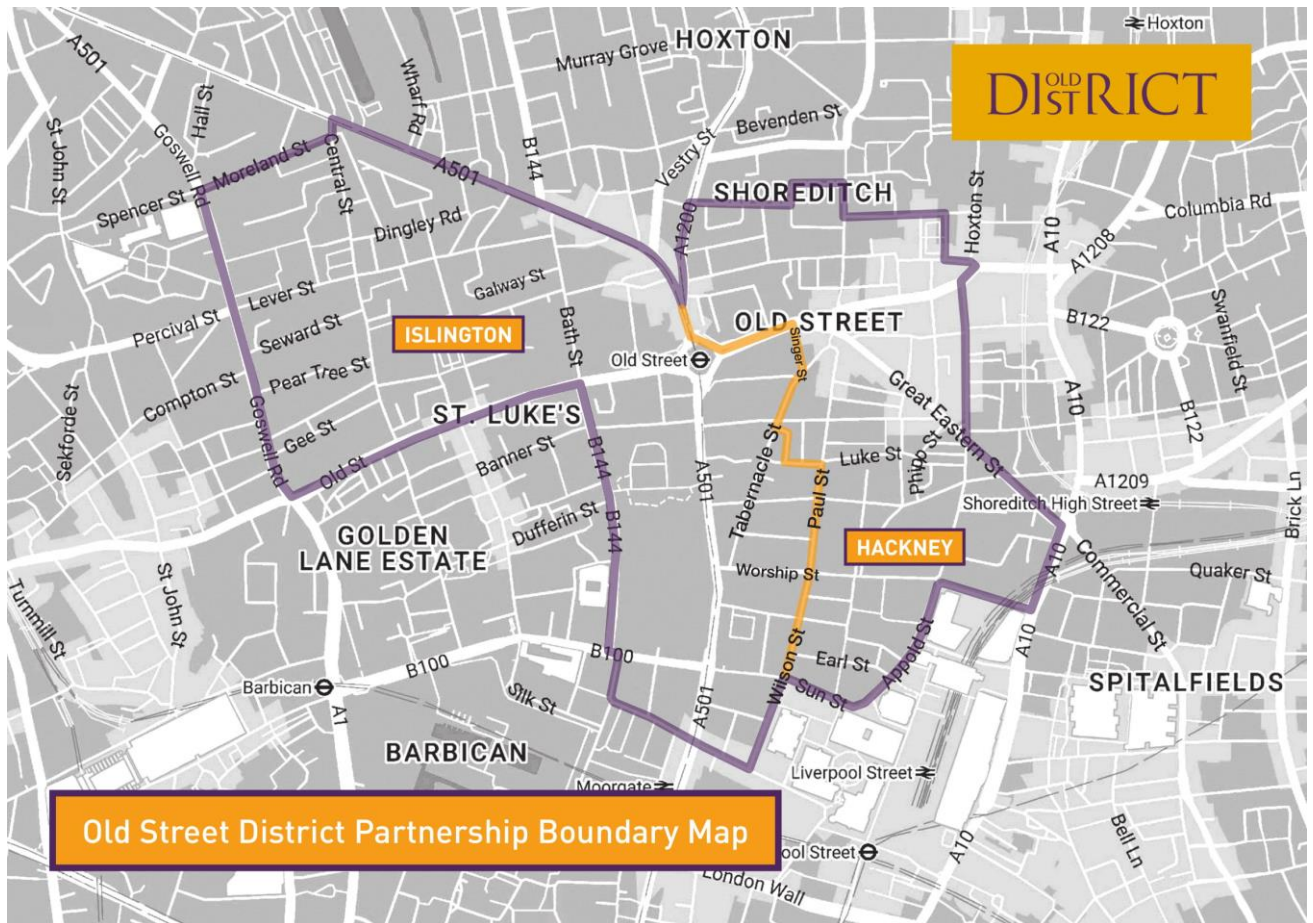 A501
Hall St
Wharf Rd
Murray Grove
HOXTON
Hoxton
OLD
DISTRICT
St John St
Goswell Rd
Moreland St
Central St
A501
B144
Vestry St
Bevenden St
Spencer St
Dingley Rd
A1200
SHOREDITCH
Hoxton St
A10
A1208
Columbia Rd
Percival St
Lever St
Galway St
Seward St
ISLINGTON
Bath St
OLD STREET
Old Street
Singer St
B122
Swanfield St
Compton St
Pear Tree St
Sekforde St
Goswell Rd
Gee St
Old St
ST. LUKE'S
Banner St
B144
Great Eastern St
A10
B122
Tabernacle St
A501
Luke St
Phipp St
Paul St
A1209
Shoreditch High Street
Brick Ln
GOLDEN
LANE ESTATE
Dufferin St
B144
HACKNEY
Worship St
A10
Commercial St
Quaker St
Turnmill St
St John St
B100
B100
Barbican
A1
Silk St
Wilson St
Earl St
Sun St
Appold St
A10
SPITALFIELDS
A501
BARBICAN
Moorgate
Liverpool Street
Old Street District Partnership Boundary Map
ool Street
A10
Bell Ln
London Wall